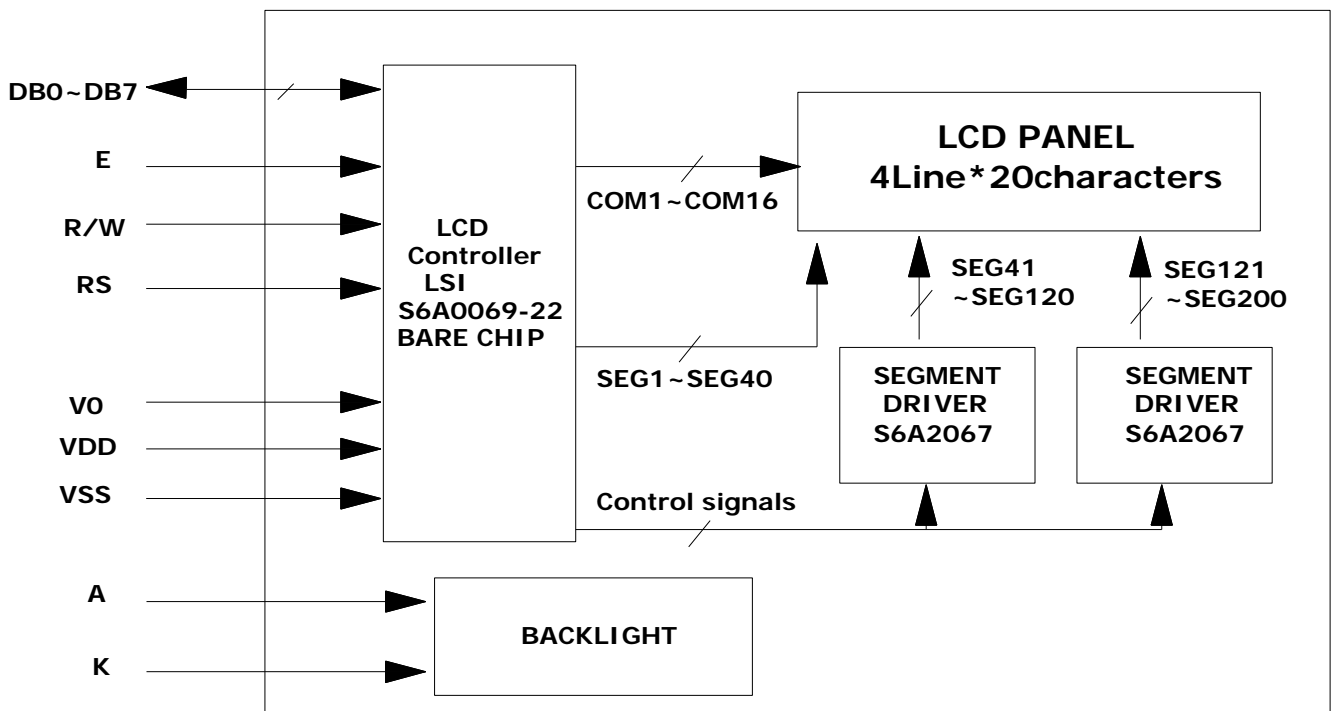 DB0~DB7
E
R/W
RS
V0
VDD
VSS
A
K
LCD
Controller
LSI
S6A0069-22
BARE CHIP
COM1~COM16
SEG1~SEG40
Control signals
LCD PANEL
4Line*20characters
SEG41
~SEG120
SEG121
~SEG200
SEGMENT
DRIVER
S6A2067
SEGMENT
DRIVER
S6A2067
BACKLIGHT